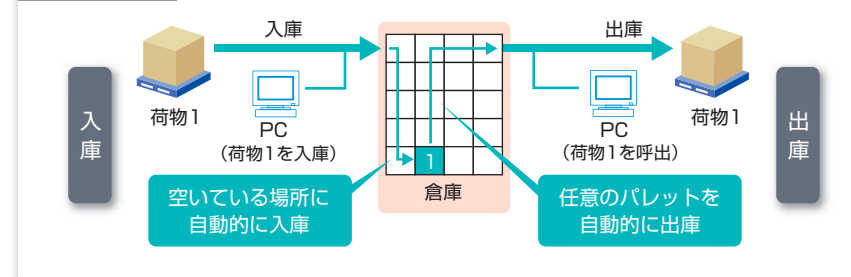 入庫
荷物1
入庫
PC
(荷物1を入庫)
空いている場所に
自動的に入庫
1
倉庫
出庫
PC
(荷物1を呼出)
任意のパレットを
自動的に出庫
荷物1
出庫